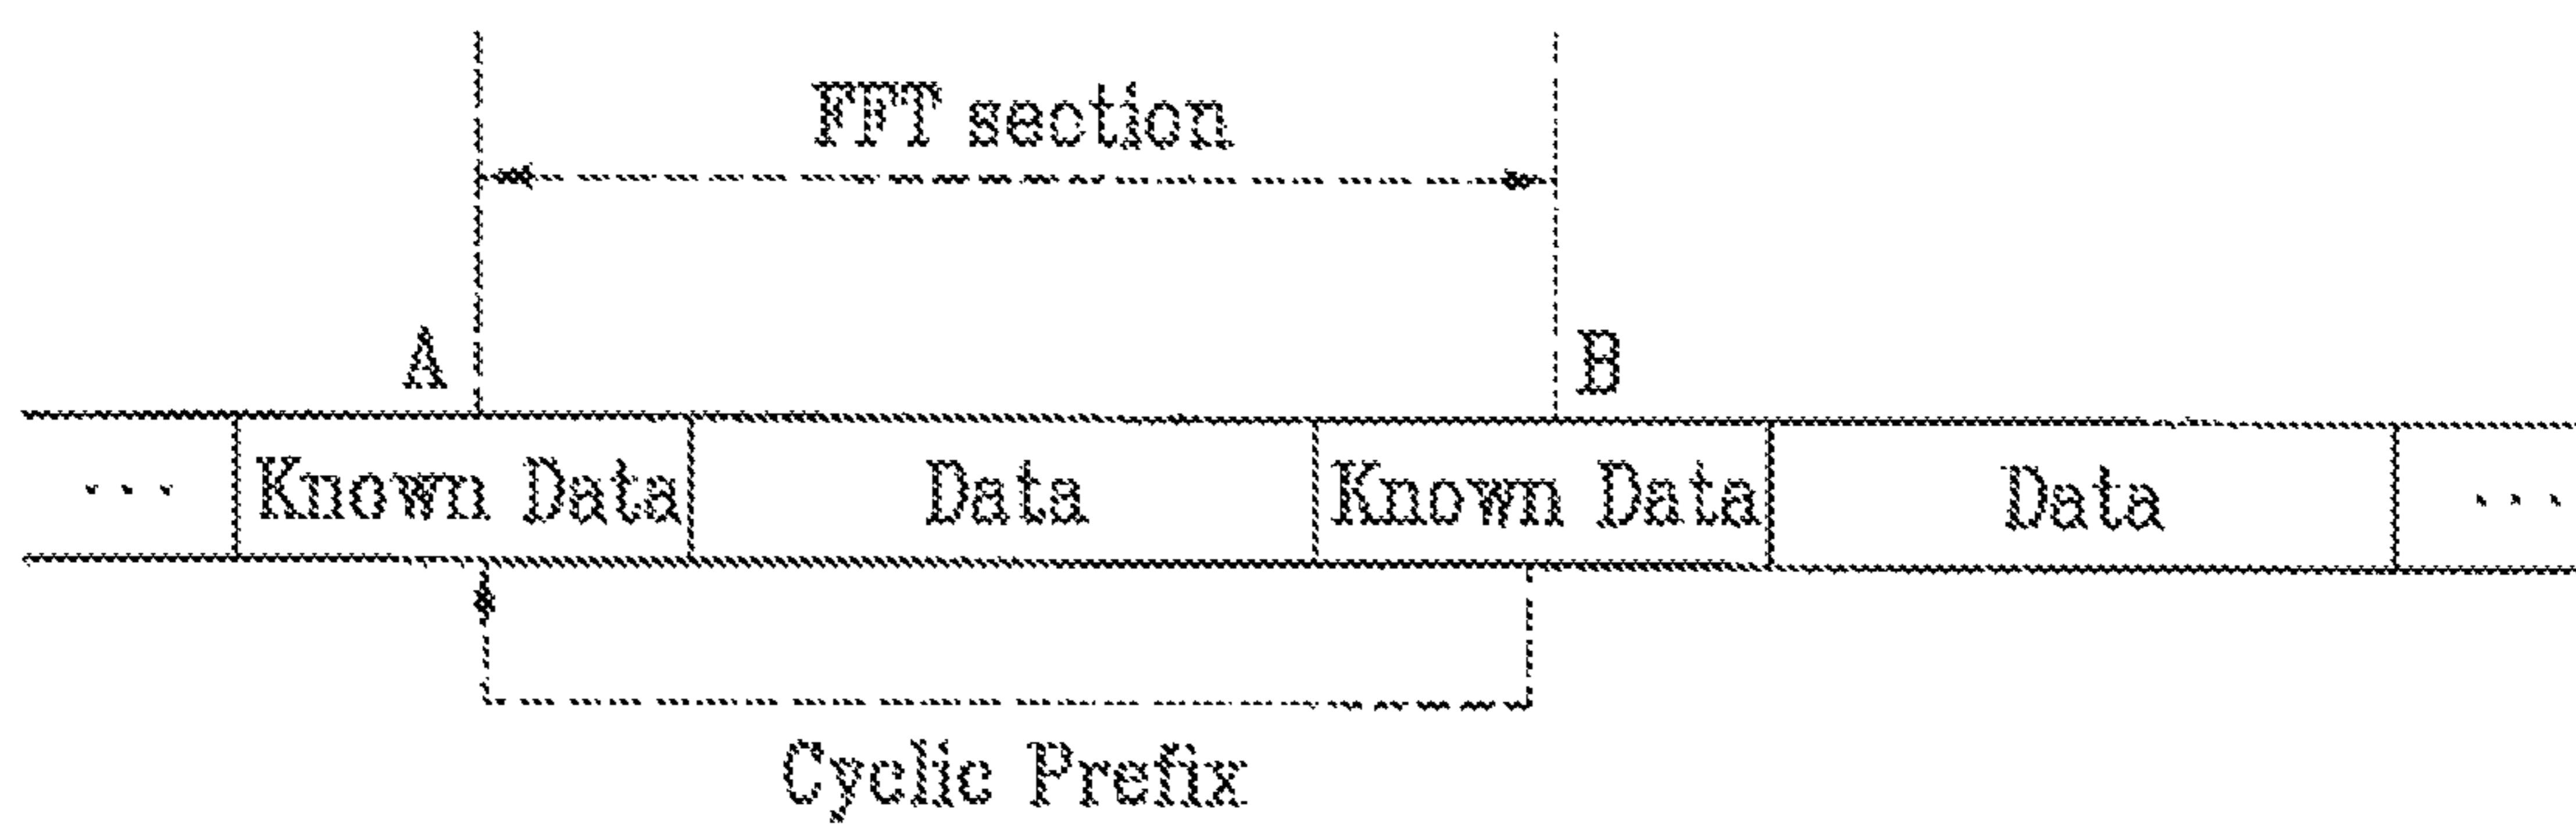 FFT section
A B
... Known Data Data Known Data Data ...
Cyclic Prefix